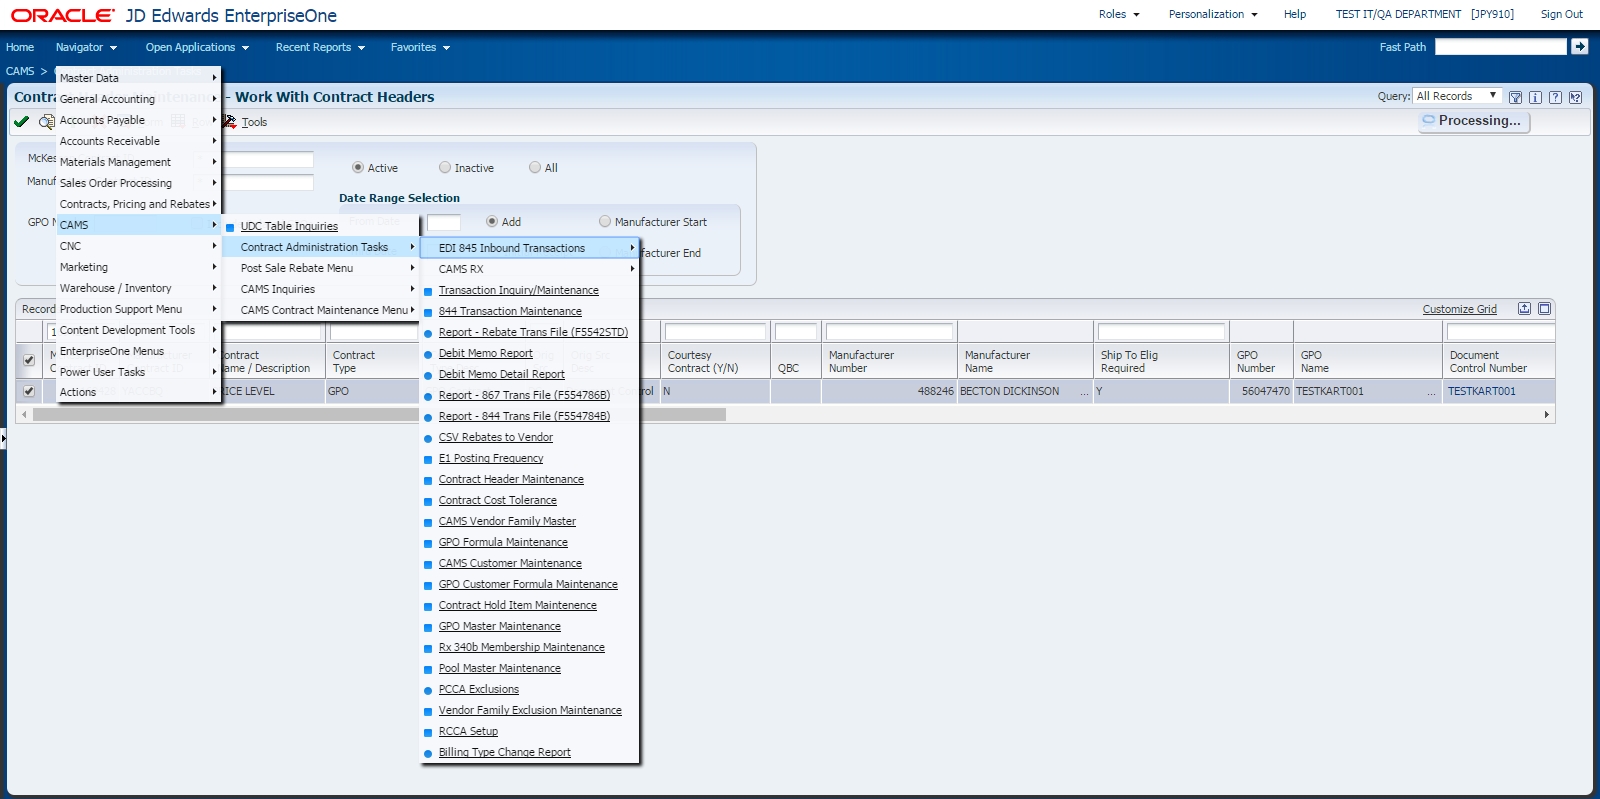 ORACLE JD Edwards EnterpriseOne
Roles Personalization Help TEST IT/QA DEPARTMENT [JPY910] Sign Out
Home Navigator Open Applications Recent Reports Favorites Fast Path
CAMS >
Work With Contract Headers
Query: All Records
Tools
Processing...
Active Inactive All
Date Range Selection
Add Manufacturer Start
GPO
Master Data
General Accounting
Accounts Payable
Accounts Receivable
Materials Management
Sales Order Processing
Contracts, Pricing and Rebates
CAMS
CNC
Marketing
Warehouse / Inventory
Production Support Menu
Content Development Tools
EnterpriseOne Menus
Power User Tasks
Actions
UDC Table Inquiries
Contract Administration Tasks
Post Sale Rebate Menu
CAMS Inquiries
CAMS Contract Maintenance Menu
EDI 845 Inbound Transactions
CAMS RX
Transaction Inquiry/Maintenance
844 Transaction Maintenance
Report - Rebate Trans File (F5542STD)
Debit Memo Report
Debit Memo Detail Report
Report - 867 Trans File (F554786B)
Report - 844 Trans File (F554784B)
CSV Rebates to Vendor
E1 Posting Frequency
Contract Header Maintenance
Contract Cost Tolerance
CAMS Vendor Family Master
GPO Formula Maintenance
CAMS Customer Maintenance
GPO Customer Formula Maintenance
Contract Hold Item Maintenence
GPO Master Maintenance
Rx 340b Membership Maintenance
Pool Master Maintenance
PCCA Exclusions
Vendor Family Exclusion Maintenance
RCCA Setup
Billing Type Change Report
End
Customize Grid
Contract Type
Courtesy Contract (Y/N)
QBC
Manufacturer Number
Manufacturer Name
Ship To Elig Required
GPO Number
GPO Name
Document Control Number
LEVEL GPO N 488246 BECTON DICKINSON ... Y 56047470 TESTKART001 ... TESTKART001